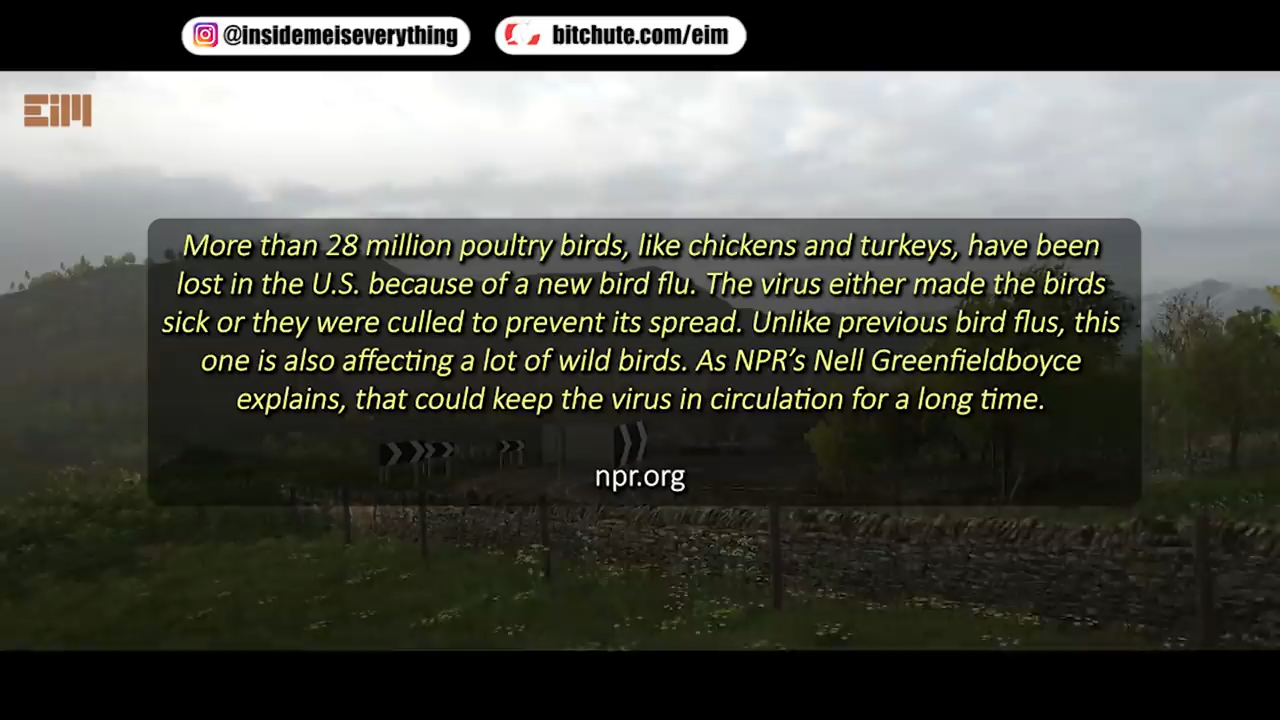 @insidemeiseverything
bitchute.com/eim
EiM
More than 28 million poultry birds, like chickens and turkeys, have been
lost in the U.S. because of a new bird flu. The virus either made the birds
sick or they were culled to prevent its spread. Unlike previous bird flus, this
one is also affecting a lot of wild birds. As NPR’s Nell Greenfieldboyce
explains, that could keep the virus in circulation for a long time.
npr.org